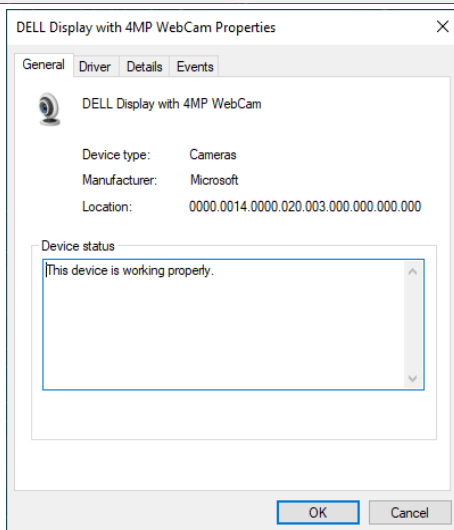 DELL Display with 4MP WebCam Properties
General Driver Details Events
DELL Display with 4MP WebCam
Device type: Cameras
Manufacturer: Microsoft
Location: 0000.0014.0000.020.003.000.000.000.000
Device status
This device is working properly.
OK Cancel